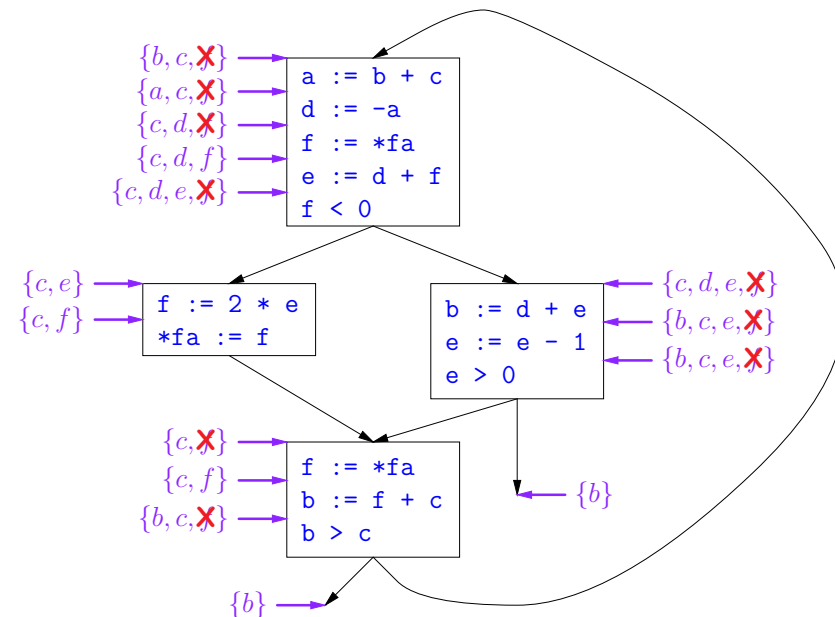 {b, c, f}
a := b + c
{a, c, f}
d := -a
{c, d, f}
f := *fa
{c, d, f}
e := d + f
{c, d, e, f}
f < 0
{c, e}
f := 2 * e
{c, f}
*fa := f
{c, d, e, f}
b := d + e
{b, c, e, f}
e := e - 1
{b, c, e, f}
e > 0
{c, f}
f := *fa
{c, f}
b := f + c
{b, c, f}
b > c
{b}
{b}